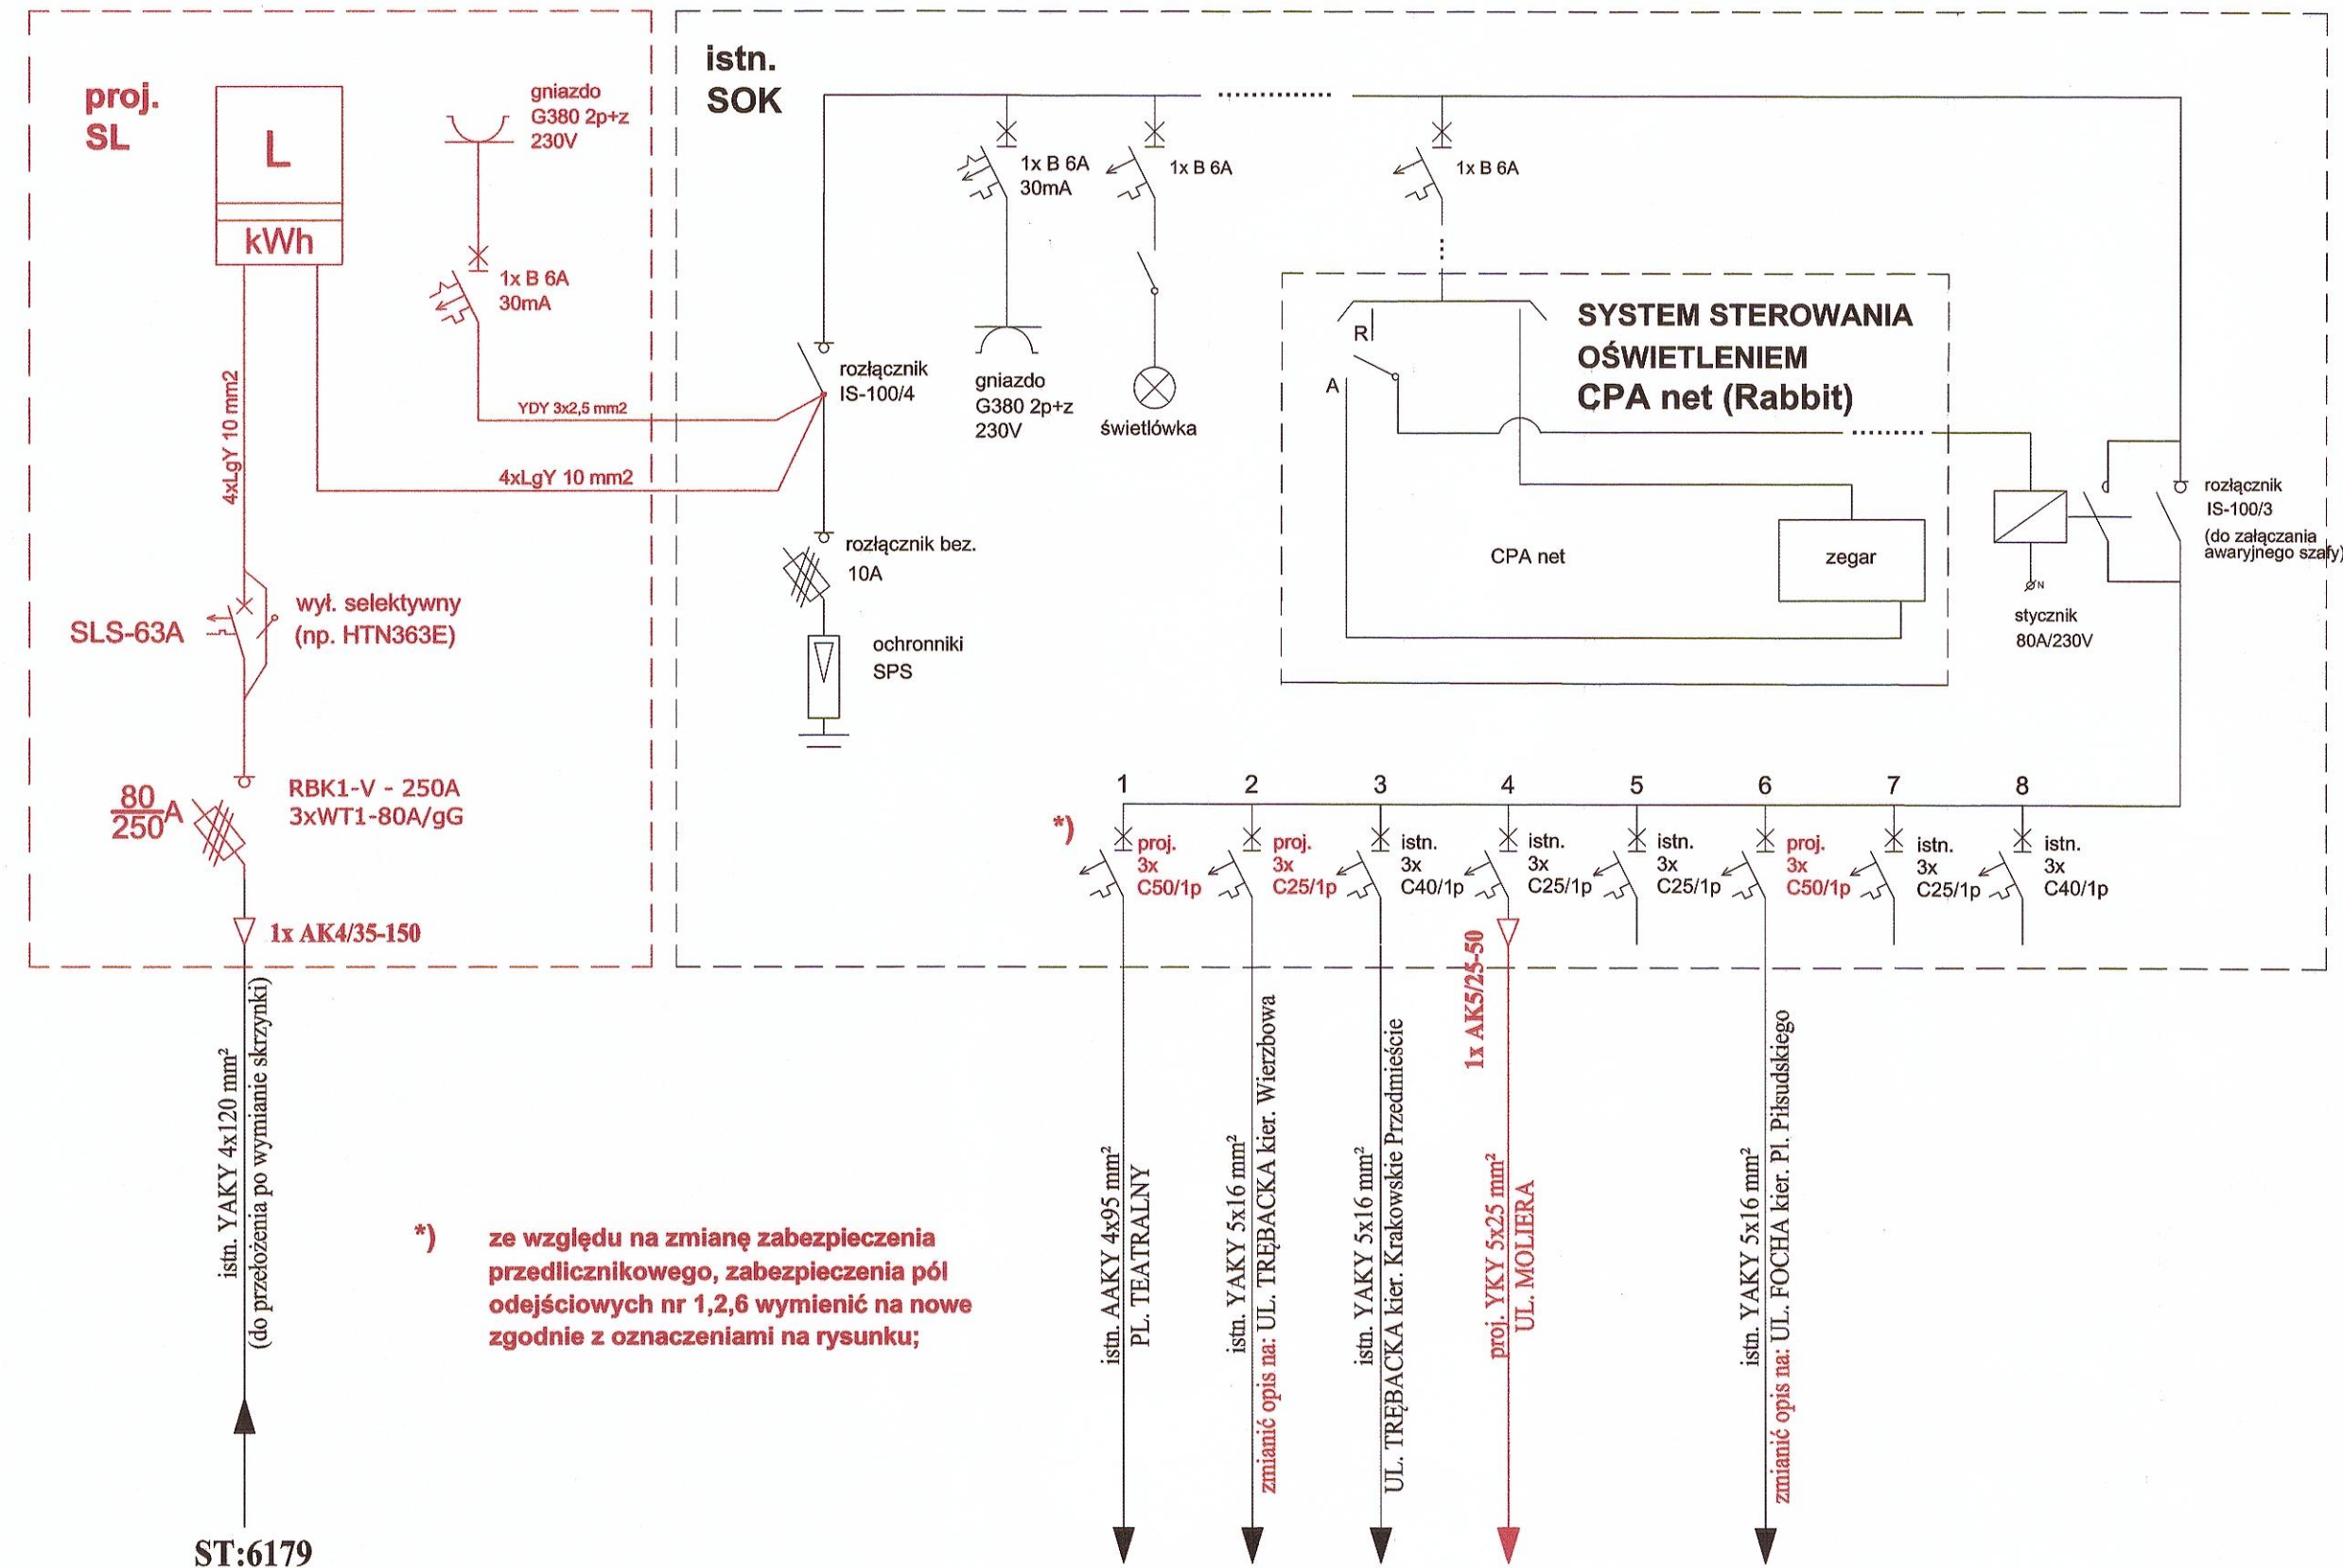 proj.
SL
L
kWh
gniazdo
G380 2p+z
230V
1x B 6A
30mA
4xLgY 10 mm2
YDY 3x2,5 mm2
4xLgY 10 mm2
SLS-63A
wył. selektywny
(np. HTN363E)
80
250
A
RBK1-V - 250A
3xWT1-80A/gG
1x AK4/35-150
istn. YAKY 4x120 mm²
(do przełożenia po wymianie skrzynki)
ST:6179
istn.
SOK
rozłącznik
IS-100/4
rozłącznik bez.
10A
ochronniki
SPS
1x B 6A
30mA
gniazdo
G380 2p+z
230V
1x B 6A
świetlówka
1x B 6A
SYSTEM STEROWANIA
OŚWIETLENIEM
CPA net (Rabbit)
R
A
CPA net
zegar
N
stycznik
80A/230V
rozłącznik
IS-100/3
(do załączania
awaryjnego szafy)
*)
1
2
3
4
5
6
7
8
proj.
3x
C50/1p
proj.
3x
C25/1p
istn.
3x
C40/1p
istn.
3x
C25/1p
istn.
3x
C25/1p
proj.
3x
C50/1p
istn.
3x
C25/1p
istn.
3x
C40/1p
istn. AAKY 4x95 mm²
PL. TEATRALNY
istn. YAKY 5x16 mm²
zmianić opis na: UL. TRĘBACKA kier. Wierzbowa
istn. YAKY 5x16 mm²
UL. TRĘBACKA kier. Krakowskie Przedmieście
1x AK5/25-50
proj. YKY 5x25 mm²
UL. MOLIERA
istn. YAKY 5x16 mm²
zmianić opis na: UL. FOCHA kier. Pl. Piłsudskiego
*)
ze względu na zmianę zabezpieczenia
przedlicznikowego, zabezpieczenia pól
odejściowych nr 1,2,6 wymienić na nowe
zgodnie z oznaczeniami na rysunku;